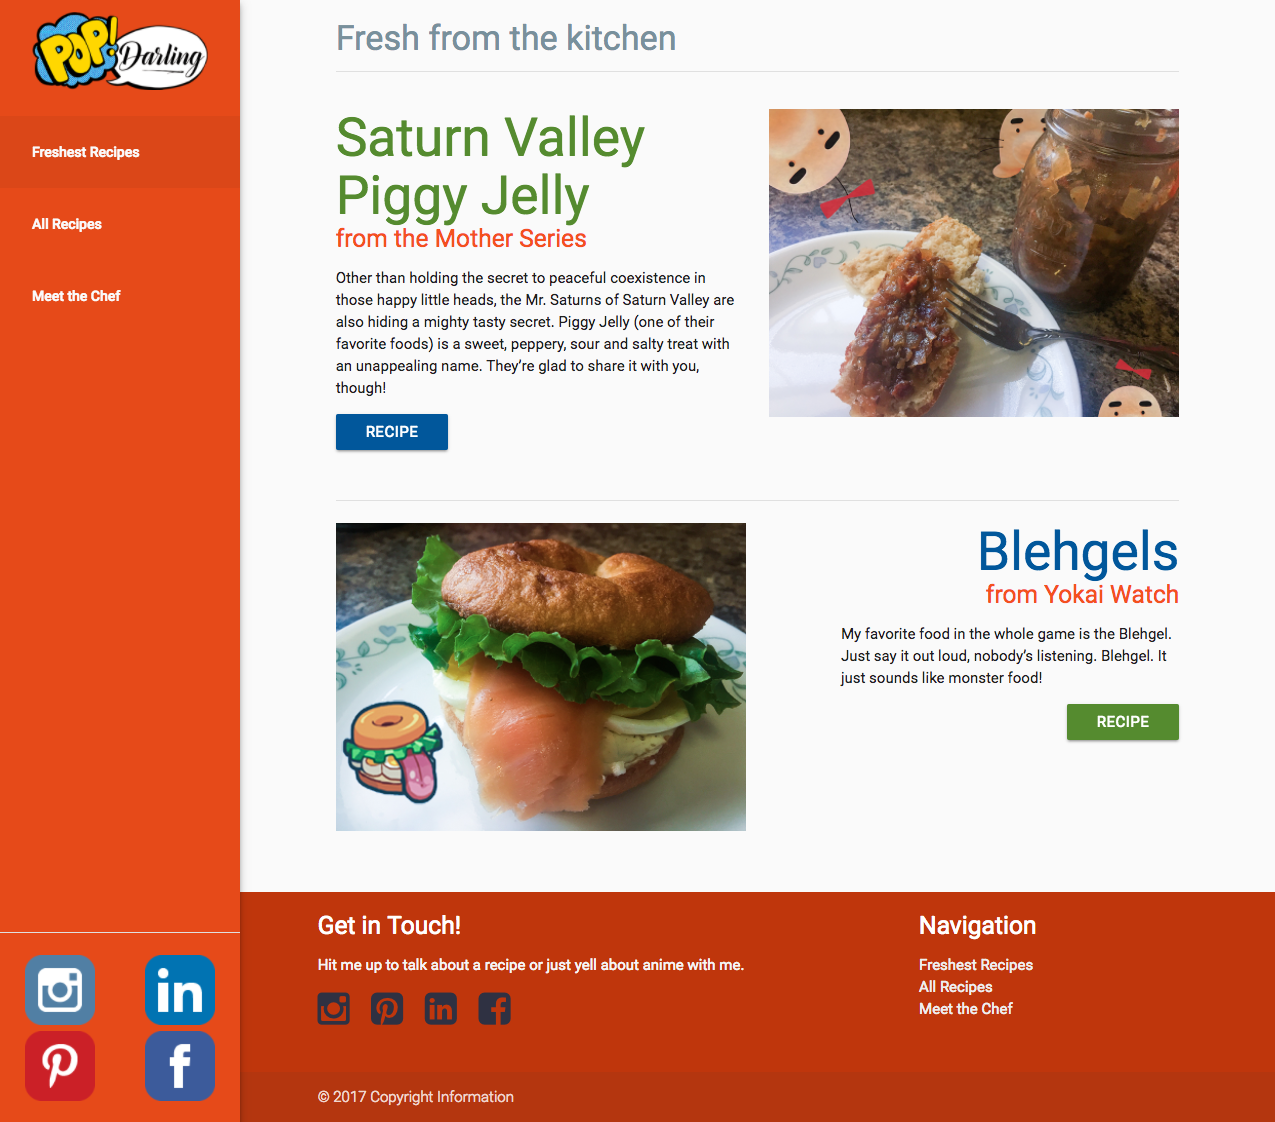 POP!
Darling
Freshest Recipes
All Recipes
Meet the Chef
Fresh from the kitchen
Saturn Valley
Piggy Jelly
from the Mother Series
Other than holding the secret to peaceful coexistence in
those happy little heads, the Mr. Saturns of Saturn Valley are
also hiding a mighty tasty secret. Piggy Jelly (one of their
favorite foods) is a sweet, peppery, sour and salty treat with
an unappealing name. They’re glad to share it with you,
though!
RECIPE
Blehgels
from Yokai Watch
My favorite food in the whole game is the Blehgel.
Just say it out loud, nobody’s listening. Blehgel. It
just sounds like monster food!
RECIPE
Get in Touch!
Hit me up to talk about a recipe or just yell about anime with me.
Navigation
Freshest Recipes
All Recipes
Meet the Chef
© 2017 Copyright Information